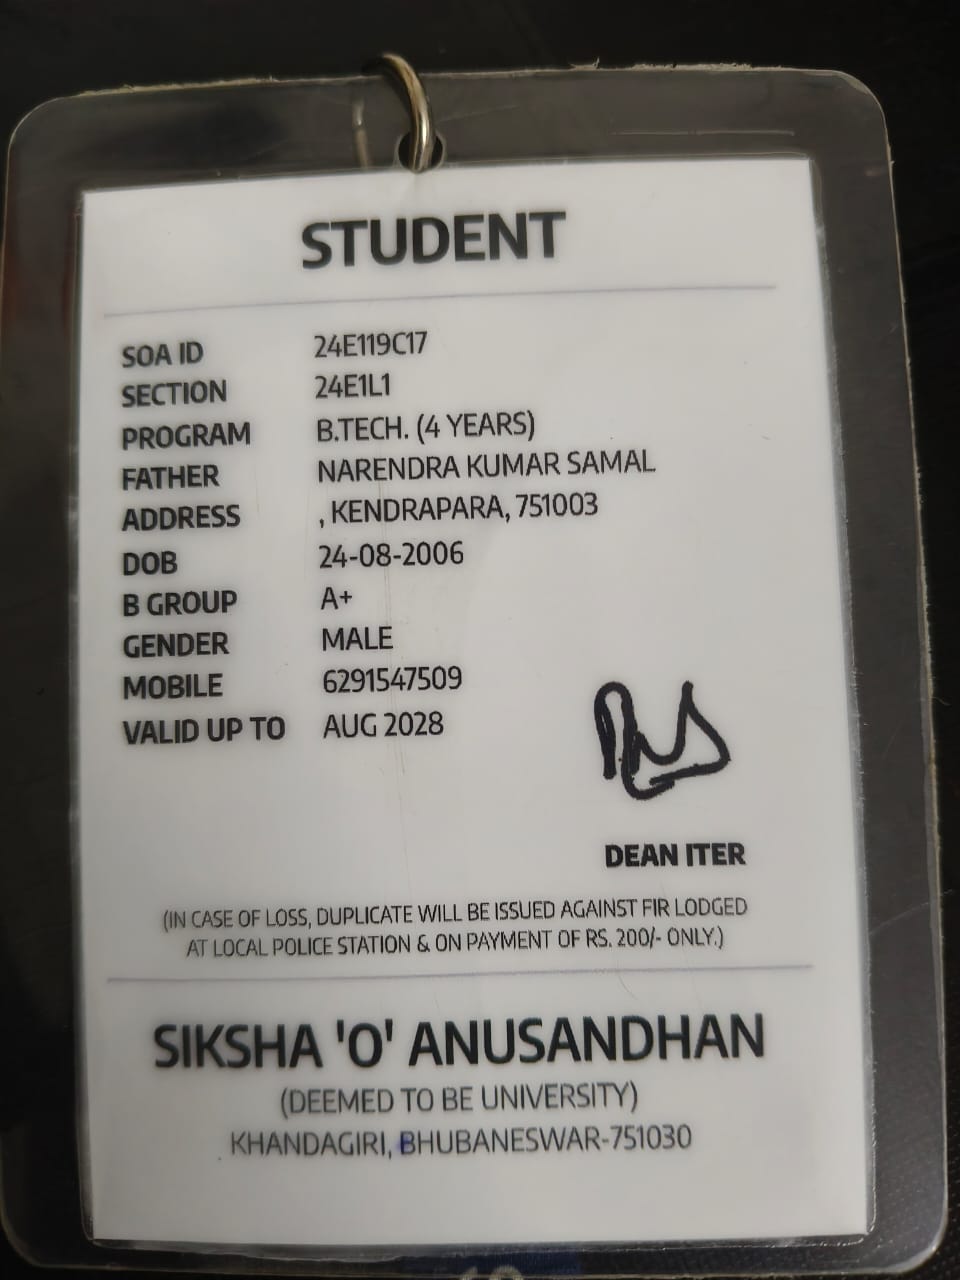 STUDENT
SOA ID 24E119C17
SECTION 24E1L1
PROGRAM B.TECH. (4 YEARS)
FATHER NARENDRA KUMAR SAMAL
ADDRESS , KENDRAPARA, 751003
DOB 24-08-2006
B GROUP A+
GENDER MALE
MOBILE 6291547509
VALID UP TO AUG 2028
DEAN ITER
(IN CASE OF LOSS, DUPLICATE WILL BE ISSUED AGAINST FIR LODGED
AT LOCAL POLICE STATION & ON PAYMENT OF RS. 200/- ONLY.)
SIKSHA 'O' ANUSANDHAN
(DEEMED TO BE UNIVERSITY)
KHANDAGIRI, BHUBANESWAR-751030